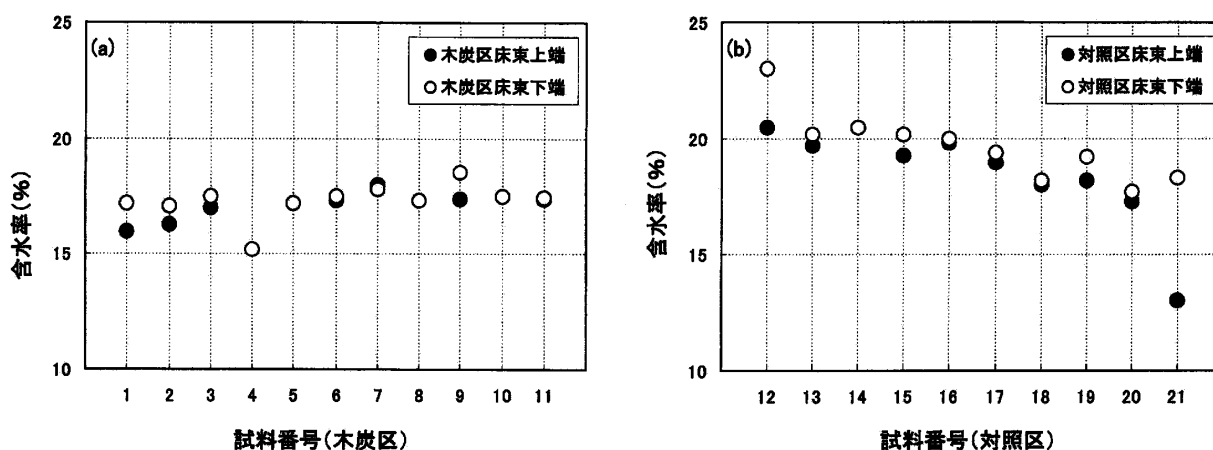 (a)
木炭区床束上端
木炭区床束下端
25
20
15
10
含水率(%)
1 2 3 4 5 6 7 8 9 10 11
試料番号(木炭区)
(b)
対照区床束上端
対照区床束下端
25
20
15
10
含水率(%)
12 13 14 15 16 17 18 19 20 21
試料番号(対照区)